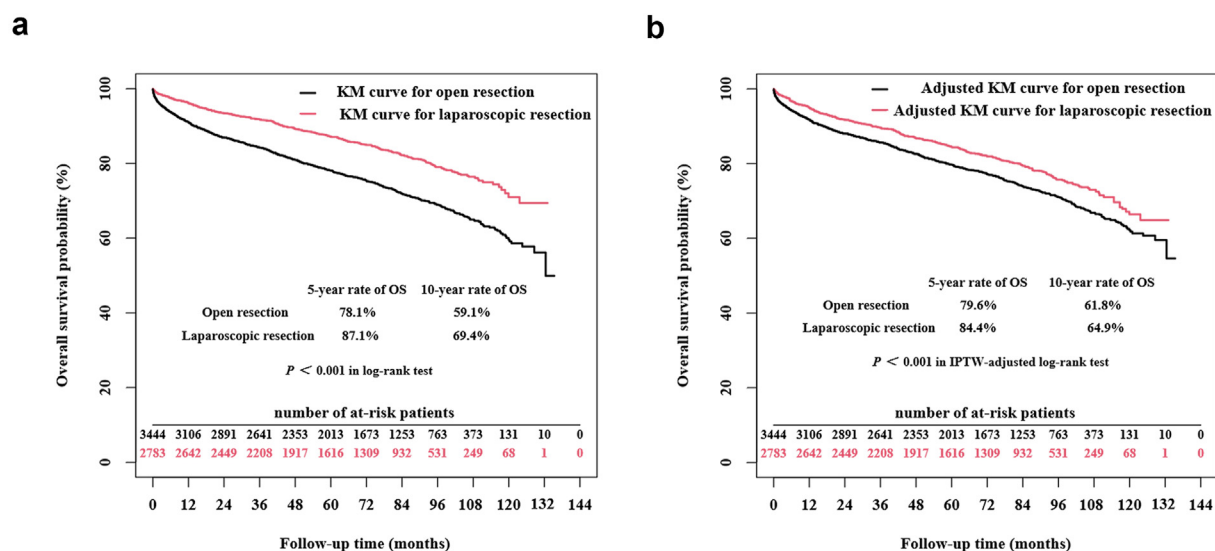 a
100
80
60
40
20
0
Overall survival probability (%)
KM curve for open resection
KM curve for laparoscopic resection
5-year rate of OS 10-year rate of OS
Open resection 78.1% 59.1%
Laparoscopic resection 87.1% 69.4%
P < 0.001 in log-rank test
number of at-risk patients
3444 3106 2891 2641 2353 2013 1673 1253 763 373 131 10 0
2783 2642 2449 2208 1917 1616 1309 932 531 249 68 1 0
0 12 24 36 48 60 72 84 96 108 120 132 144
Follow-up time (months)
b
100
80
60
40
20
0
Overall survival probability (%)
Adjusted KM curve for open resection
Adjusted KM curve for laparoscopic resection
5-year rate of OS 10-year rate of OS
Open resection 79.6% 61.8%
Laparoscopic resection 84.4% 64.9%
P < 0.001 in IPTW-adjusted log-rank test
number of at-risk patients
3444 3106 2891 2641 2353 2013 1673 1253 763 373 131 10 0
2783 2642 2449 2208 1917 1616 1309 932 531 249 68 1 0
0 12 24 36 48 60 72 84 96 108 120 132 144
Follow-up time (months)